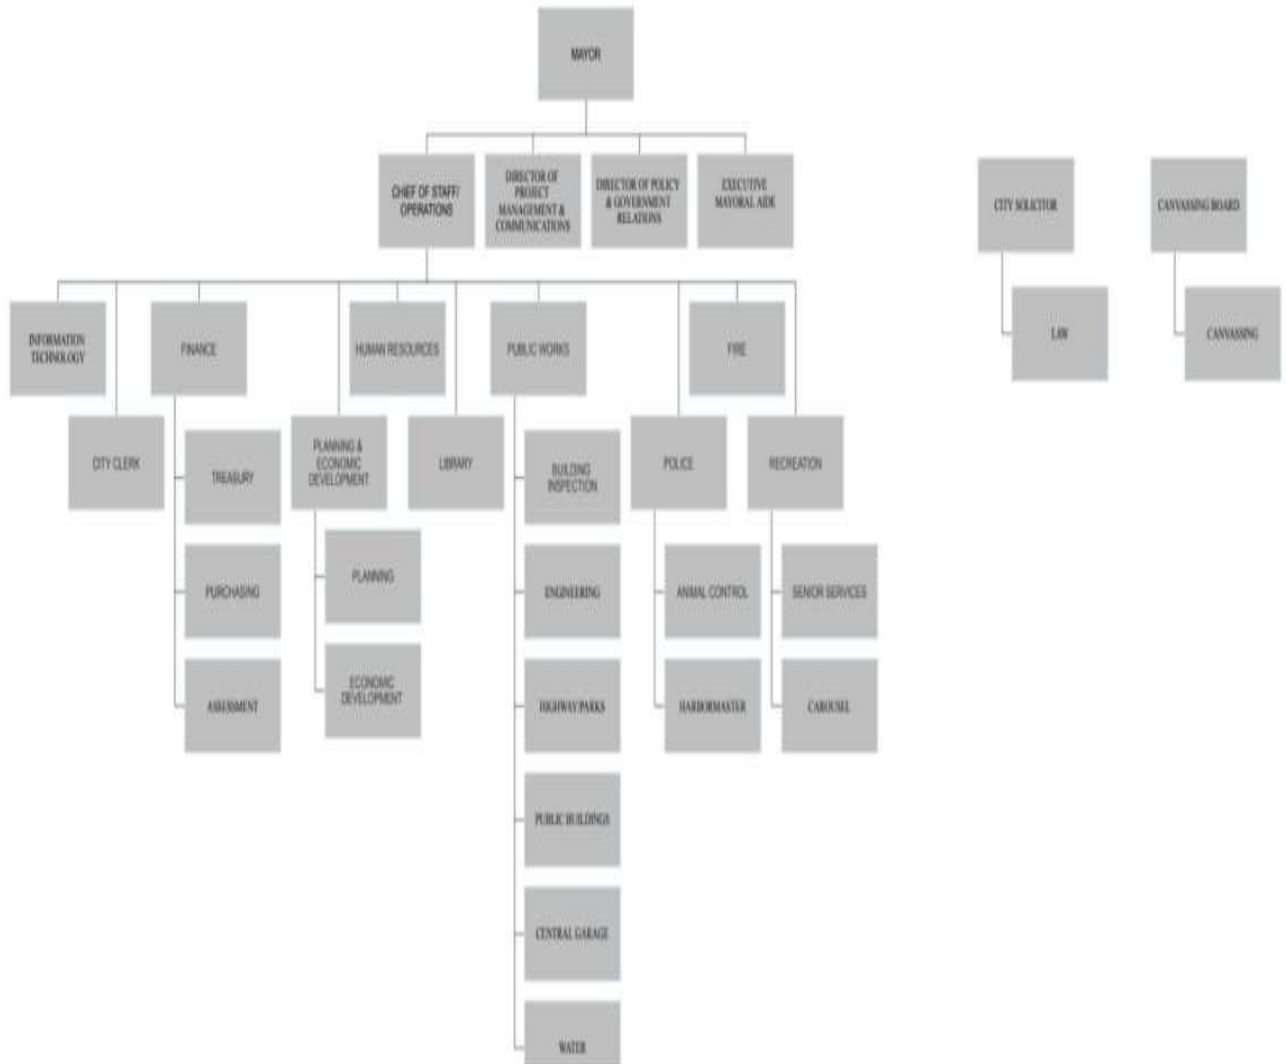 MAYOR
CHIEF OF STAFF/
OPERATIONS
DIRECTOR OF
PROJECT
MANAGEMENT &
COMMUNICATIONS
DIRECTOR OF POLICY
& GOVERNMENT
RELATIONS
EXECUTIVE
MAYORAL AIDE
CITY SOLICITOR
CANVASSING BOARD
LAW
CANVASSING
INFORMATION
TECHNOLOGY
FINANCE
HUMAN RESOURCES
PUBLIC WORKS
FIRE
CITY CLERK
TREASURY
PLANNING &
ECONOMIC
DEVELOPMENT
LIBRARY
BUILDING
INSPECTION
POLICE
RECREATION
PURCHASING
PLANNING
ENGINEERING
ANIMAL CONTROL
SENIOR SERVICES
ASSESSMENT
ECONOMIC
DEVELOPMENT
HIGHWAY/PARKS
HARBORMASTER
CAROUSEL
PUBLIC BUILDINGS
CENTRAL GARAGE
WATER